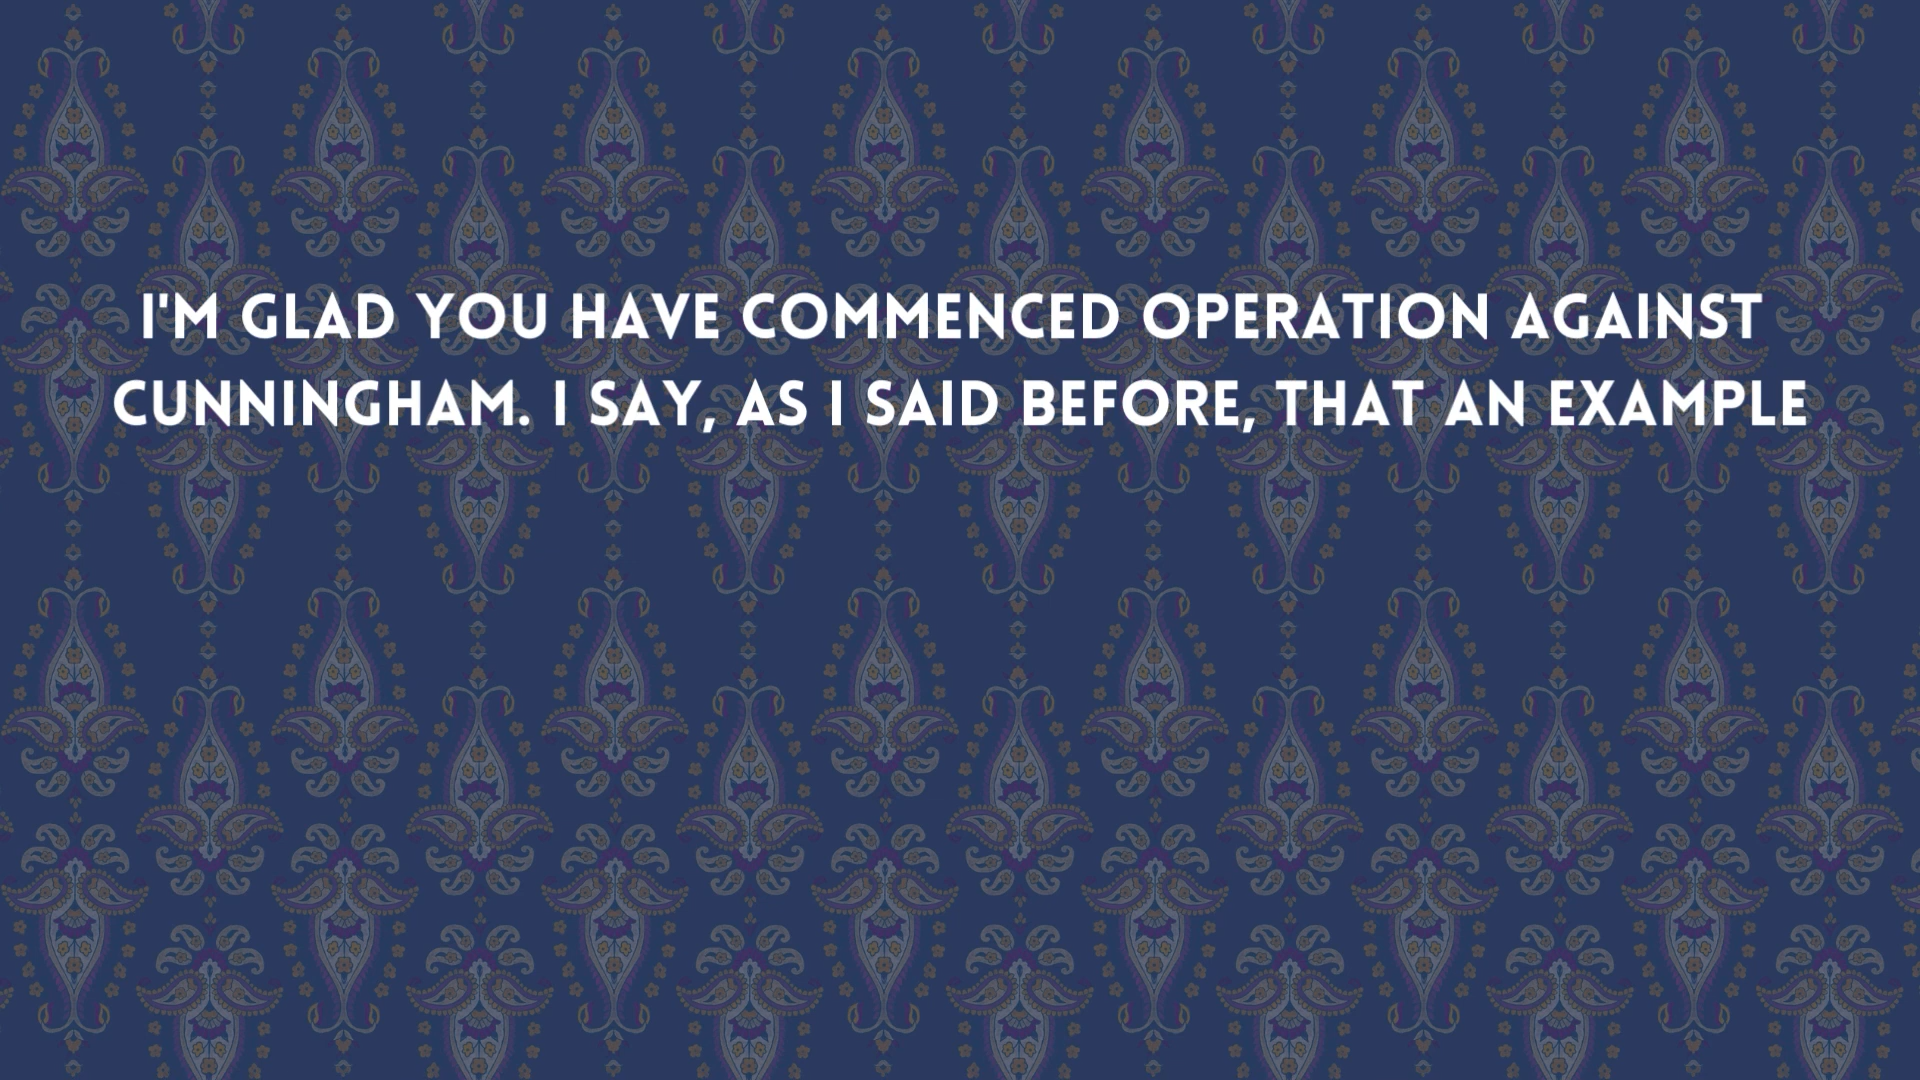 I'M GLAD YOU HAVE COMMENCED OPERATION AGAINST
CUNNINGHAM. I SAY, AS I SAID BEFORE, THAT AN EXAMPLE